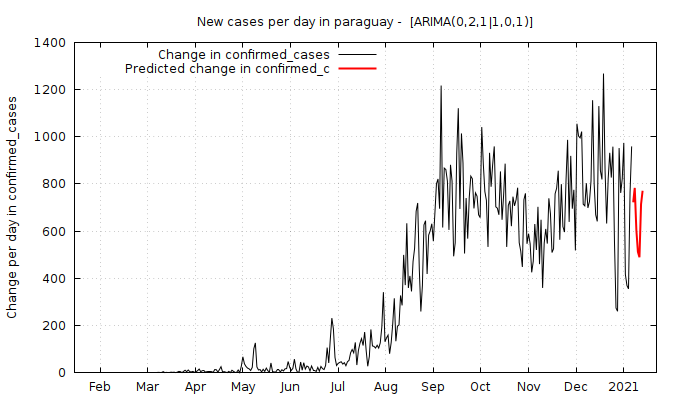 New cases per day in paraguay -  [ARIMA(0,2,1|1,0,1)]
Change in confirmed_cases
Predicted change in confirmed_c
Change per day in confirmed_cases
1400
1200
1000
800
600
400
200
0
Feb Mar Apr May Jun Jul Aug Sep Oct Nov Dec 2021